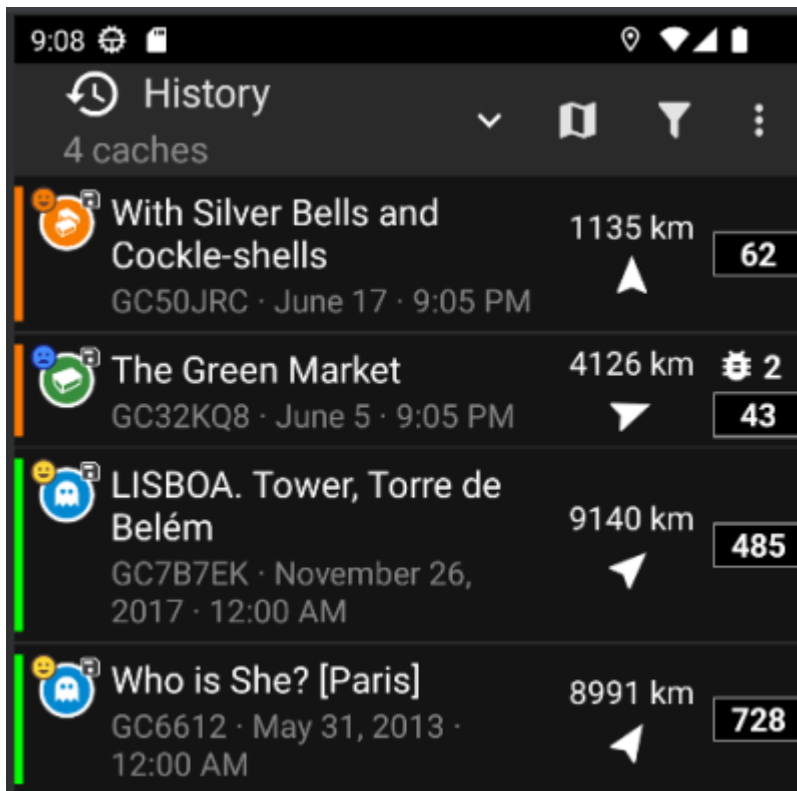 9:08
History
4 caches
With Silver Bells and
Cockle-shells
1135 km
62
GC50JRC · June 17 · 9:05 PM
The Green Market
4126 km
2
GC32KQ8 · June 5 · 9:05 PM
43
LISBOA. Tower, Torre de
Belém
9140 km
485
GC7B7EK · November 26,
2017 · 12:00 AM
Who is She? [Paris]
8991 km
728
GC6612 · May 31, 2013 ·
12:00 AM